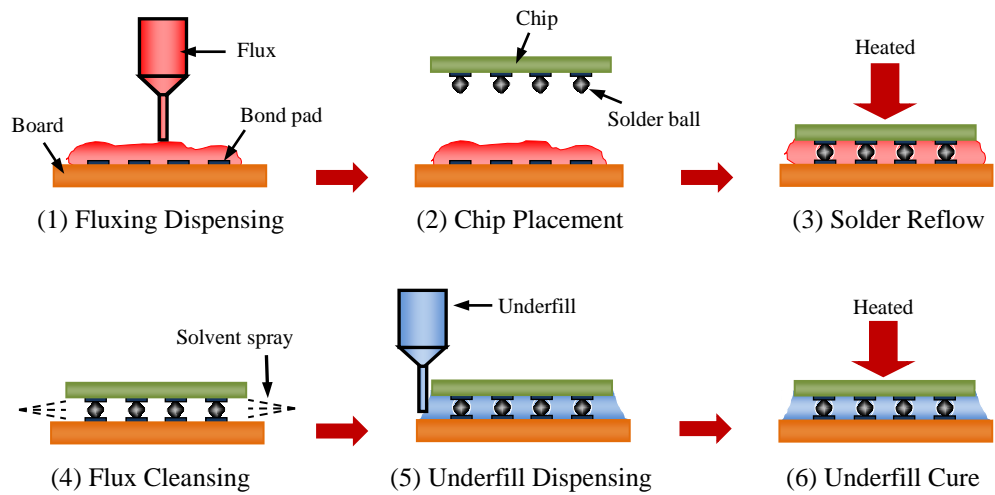 Flux
Board
Bond pad
(1) Fluxing Dispensing
Chip
Solder ball
(2) Chip Placement
Heated
(3) Solder Reflow
Solvent spray
(4) Flux Cleansing
Underfill
(5) Underfill Dispensing
Heated
(6) Underfill Cure